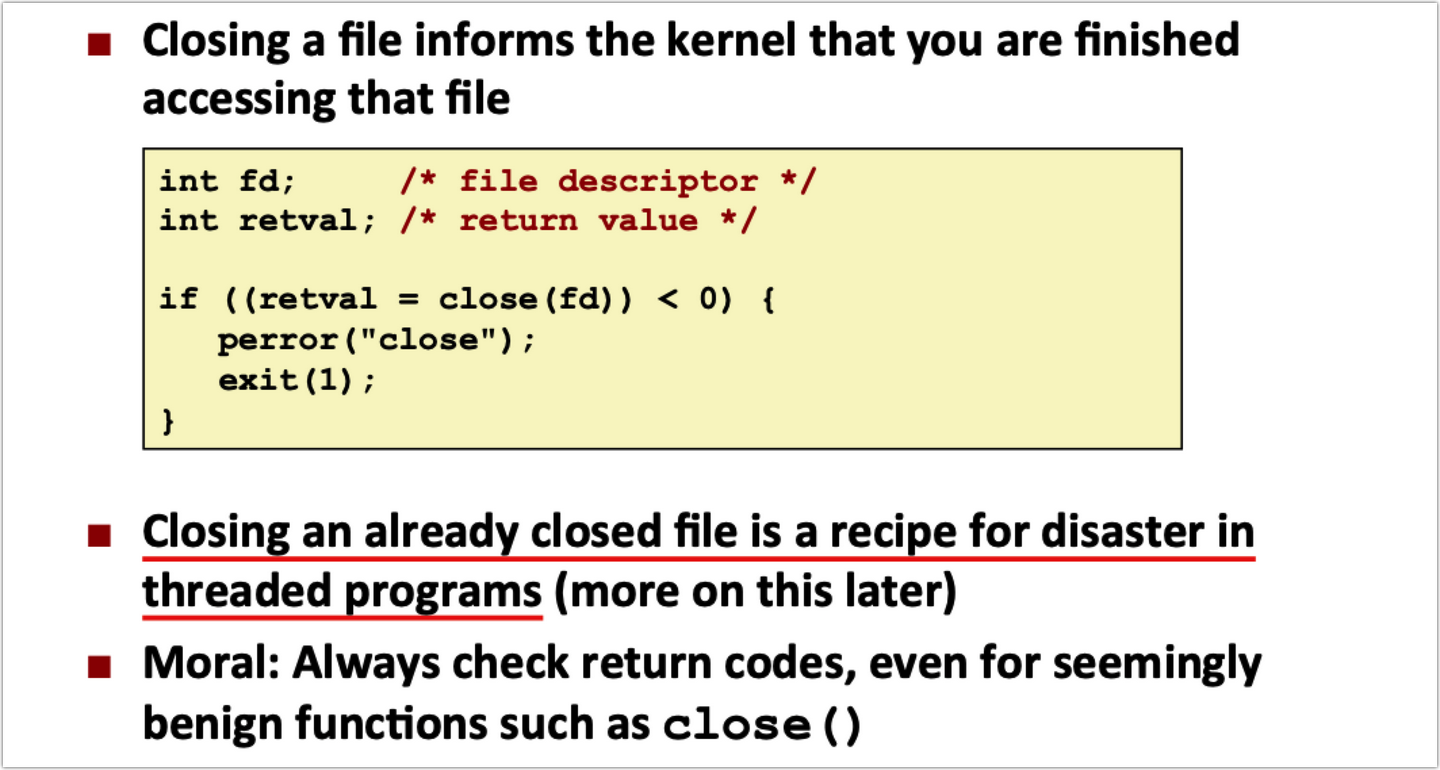 Closing a file informs the kernel that you are finished
accessing that file
int fd;     /* file descriptor */
int retval; /* return value */
if ((retval = close(fd)) < 0) {
   perror("close");
   exit(1);
}
Closing an already closed file is a recipe for disaster in
threaded programs (more on this later)
Moral: Always check return codes, even for seemingly
benign functions such as close()